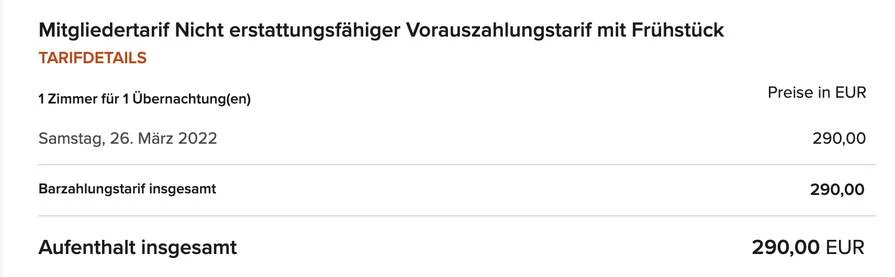 Mitgliedertarif Nicht erstattungsfähiger Vorauszahlungstarif mit Frühstück
TARIFDETAILS
1 Zimmer für 1 Übernachtung(en) Preise in EUR
Samstag, 26. März 2022 290,00
Barzahlungstarif insgesamt 290,00
Aufenthalt insgesamt 290,00 EUR